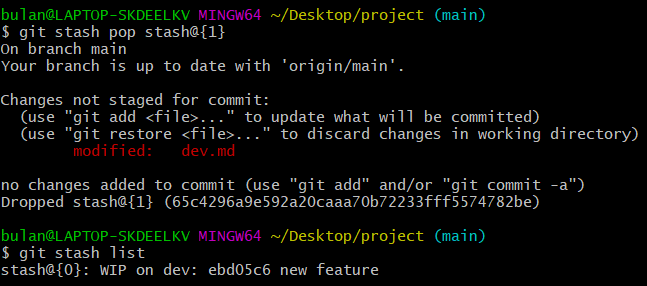 bulan@LAPTOP-SKDEELKV MINGW64 ~/Desktop/project (main)
$ git stash pop stash@{1}
On branch main
Your branch is up to date with 'origin/main'.

Changes not staged for commit:
  (use "git add <file>..." to update what will be committed)
  (use "git restore <file>..." to discard changes in working directory)
        modified:   dev.md

no changes added to commit (use "git add" and/or "git commit -a")
Dropped stash@{1} (65c4296a9e592a20caaa70b72233fff5574782be)

bulan@LAPTOP-SKDEELKV MINGW64 ~/Desktop/project (main)
$ git stash list
stash@{0}: WIP on dev: ebd05c6 new feature